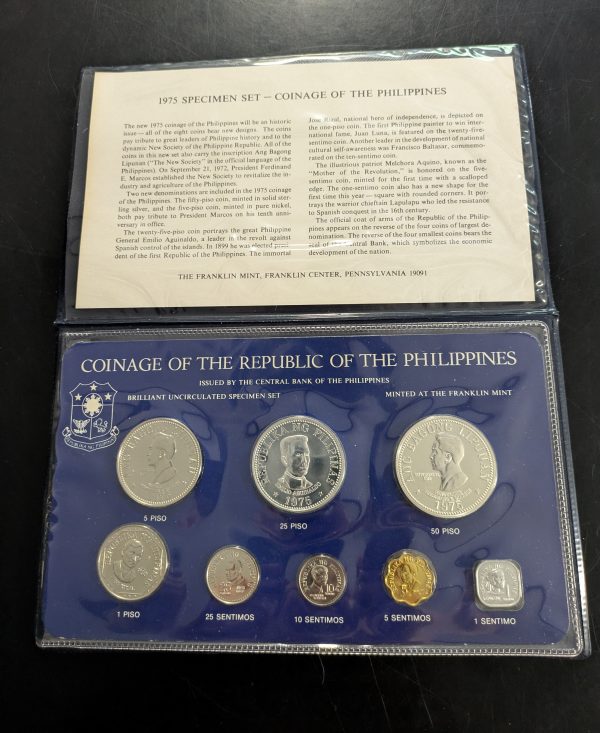 1975 SPECIMEN SET — COINAGE OF THE PHILIPPINES
The new 1975 coinage of the Philippines will be an historic
issue — all of the eight coins bear new designs. The coins
pay tribute to great leaders of Philippine history and to the
dynamic New Society of the Philippine Republic. All of the
coins in this new set also carry the inscription Ang Bagong
Lipunan ("The New Society" in the official language of the
Philippines). On September 21, 1972, President Ferdinand
E. Marcos established the New Society to revitalize the in-
dustry and agriculture of the Philippines.
Two new denominations are included in the 1975 coinage
of the Philippines. The fifty-piso coin, minted in solid ster-
ling silver, and the five-piso coin, minted in pure nickel,
both pay tribute to President Marcos on his tenth anni-
versary in office.
The twenty-five-piso coin portrays the great Philippine
General Emilio Aguinaldo, a leader in the revolt against
Spanish control of the islands. In 1899 he was elected presi-
dent of the first Republic of the Philippines. The immortal
Jose Rizal, national hero of independence, is depicted on
the one-piso coin. The first Philippine painter to win inter-
national fame, Juan Luna, is featured on the twenty-five-
sentimo coin. Another leader in the development of national
cultural self-awareness was Francisco Baltasar, commemo-
rated on the ten-sentimo coin.
The illustrious patriot Melchora Aquino, known as the
"Mother of the Revolution," is honored on the five-
sentimo coin, minted for the first time with a scalloped
edge. The one-sentimo coin also has a new shape for the
first time this year — square with rounded corners. It por-
trays the warrior chieftain Lapulapu who led the resistance
to Spanish conquest in the 16th century.
The official coat of arms of the Republic of the Philip-
pines appears on the reverse of the four coins of largest de-
nomination. The reverse of the four smallest coins bears the
seal of the Central Bank, which symbolizes the economic
development of the nation.
THE FRANKLIN MINT, FRANKLIN CENTER, PENNSYLVANIA 19091
COINAGE OF THE REPUBLIC OF THE PHILIPPINES
ISSUED BY THE CENTRAL BANK OF THE PHILIPPINES
BRILLIANT UNCIRCULATED SPECIMEN SET
MINTED AT THE FRANKLIN MINT
REPUBLIKA NG PILIPINAS
REPUBLIKA NG PILIPINAS
EMILIO AGUINALDO
1975
ANG BAGONG LIPUNAN
1975
5 PISO
25 PISO
50 PISO
10
5
1
1 PISO
25 SENTIMOS
10 SENTIMOS
5 SENTIMOS
1 SENTIMO